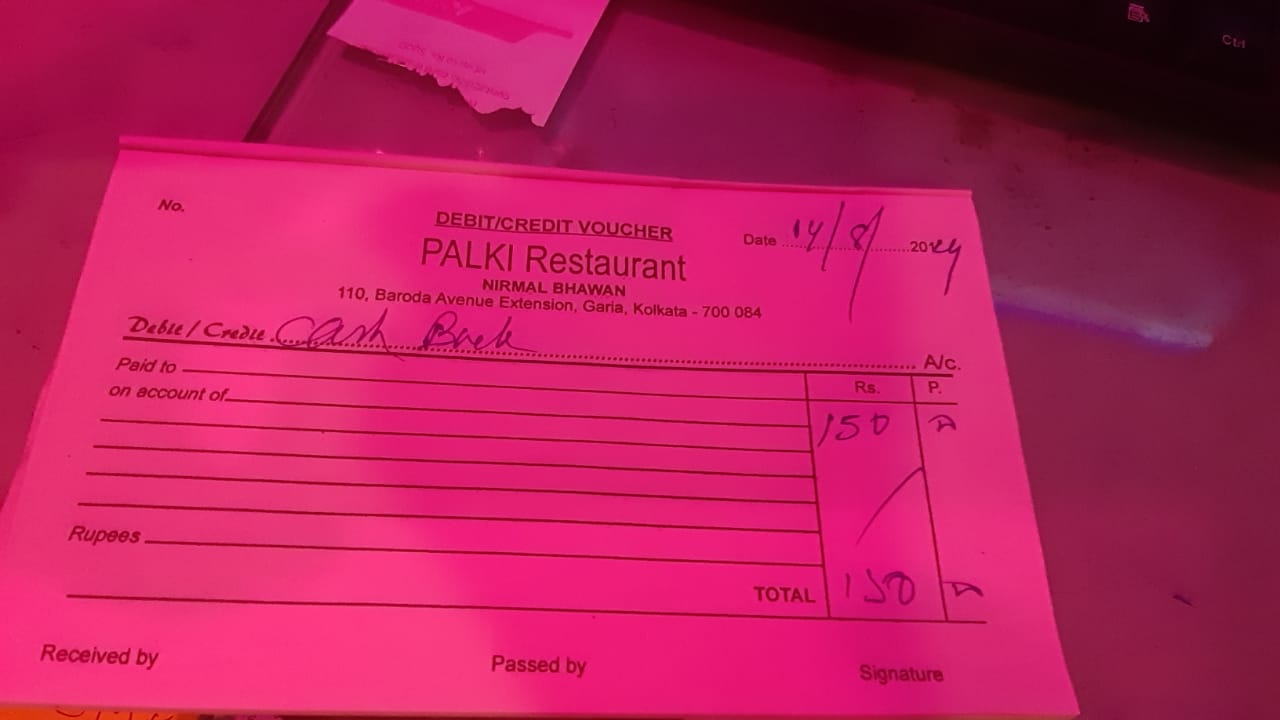 Ctrl
No.
DEBIT/CREDIT VOUCHER
Date 14/8/2024
PALKI Restaurant
NIRMAL BHAWAN
110, Baroda Avenue Extension, Garia, Kolkata - 700 084
Debit / Credit Cash Back A/c.
Paid to Rs. P.
on account of
150
Rupees
TOTAL 150
Received by Passed by Signature